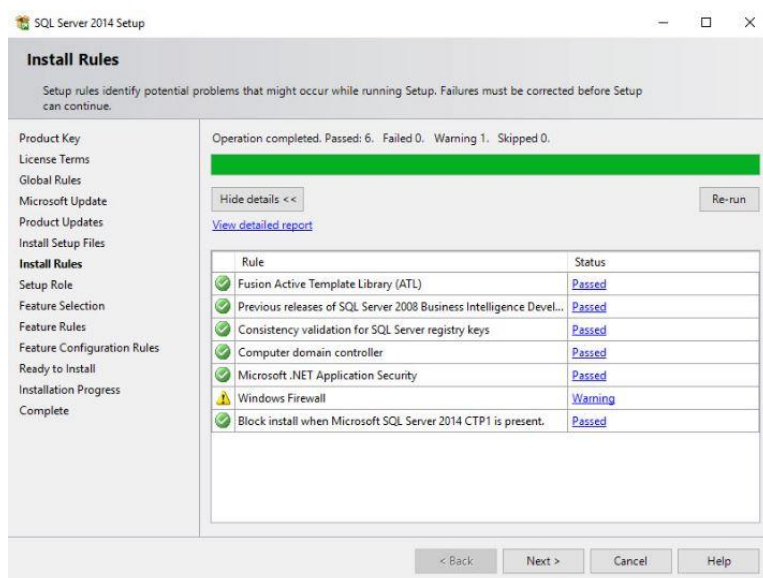 SQL Server 2014 Setup
Install Rules
Setup rules identify potential problems that might occur while running Setup. Failures must be corrected before Setup
can continue.
Product Key
License Terms
Global Rules
Microsoft Update
Product Updates
Install Setup Files
Install Rules
Setup Role
Feature Selection
Feature Rules
Feature Configuration Rules
Ready to Install
Installation Progress
Complete
Operation completed. Passed: 6. Failed 0. Warning 1. Skipped 0.
Hide details <<
Re-run
View detailed report
Rule Status
Fusion Active Template Library (ATL) Passed
Previous releases of SQL Server 2008 Business Intelligence Devel... Passed
Consistency validation for SQL Server registry keys Passed
Computer domain controller Passed
Microsoft .NET Application Security Passed
Windows Firewall Warning
Block install when Microsoft SQL Server 2014 CTP1 is present. Passed
< Back Next > Cancel Help